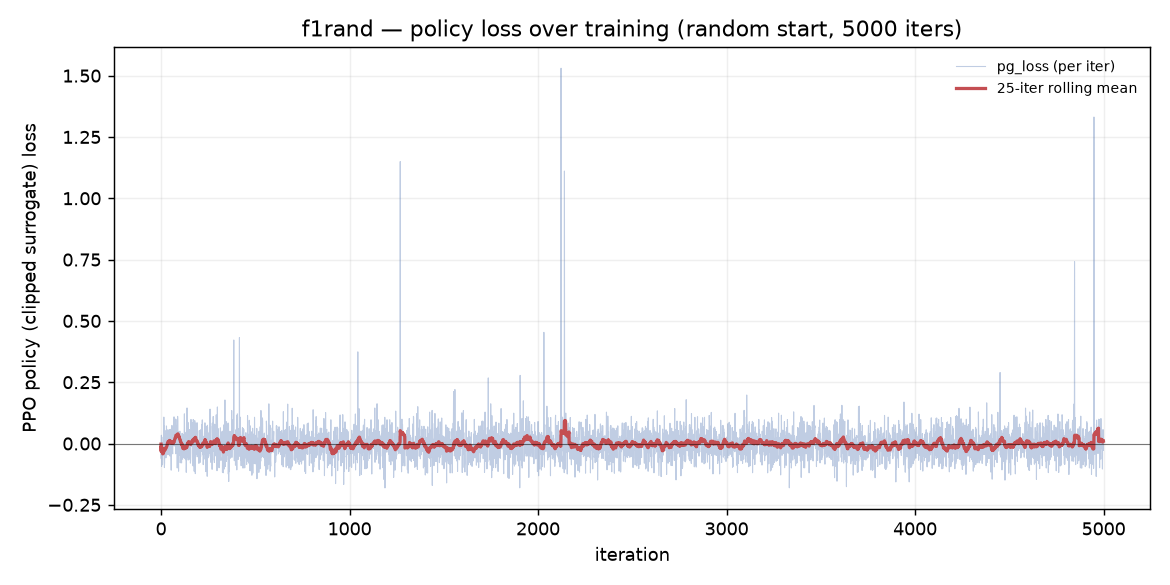 f1rand — policy loss over training (random start, 5000 iters)
pg_loss (per iter)
25-iter rolling mean
PPO policy (clipped surrogate) loss
1.50
1.25
1.00
0.75
0.50
0.25
0.00
−0.25
0 1000 2000 3000 4000 5000
iteration